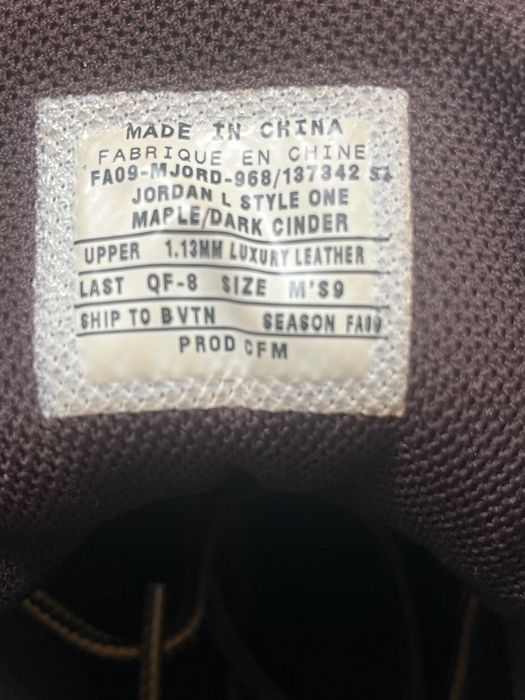 MADE IN CHINA
FABRIQUE EN CHINE
FA09-MJORD-968/137342
JORDAN L STYLE ONE
MAPLE/DARK CINDER
UPPER 1.13MM LUXURY LEATHER
LAST QF-8 SIZE M'S9
SHIP TO BVTN SEASON FA09
PROD CFM